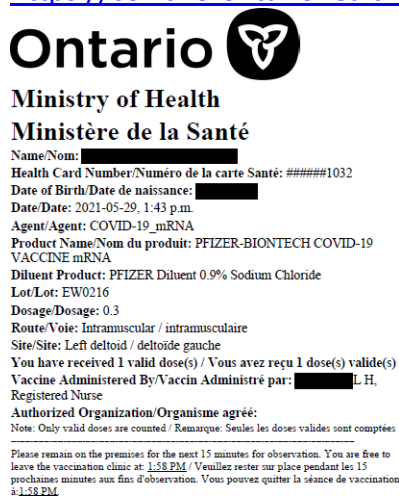 Ontario
Ministry of Health
Ministère de la Santé
Name/Nom:
Health Card Number/Numéro de la carte Santé: ######1032
Date of Birth/Date de naissance:
Date/Date: 2021-05-29, 1:43 p.m.
Agent/Agent: COVID-19_mRNA
Product Name/Nom du produit: PFIZER-BIONTECH COVID-19
VACCINE mRNA
Diluent Product: PFIZER Diluent 0.9% Sodium Chloride
Lot/Lot: EW0216
Dosage/Dosage: 0.3
Route/Voie: Intramuscular / intramusculaire
Site/Site: Left deltoid / deltoïde gauche
You have received 1 valid dose(s) / Vous avez reçu 1 dose(s) valide(s)
Vaccine Administered By/Vaccin Administré par: L H,
Registered Nurse
Authorized Organization/Organisme agréé:
Note: Only valid doses are counted / Remarque: Seules les doses valides sont comptées
Please remain on the premises for the next 15 minutes for observation. You are free to
leave the vaccination clinic at: 1:58 PM / Veuillez rester sur place pendant les 15
prochaines minutes aux fins d'observation. Vous pouvez quitter la séance de vaccination
à:1:58 PM.